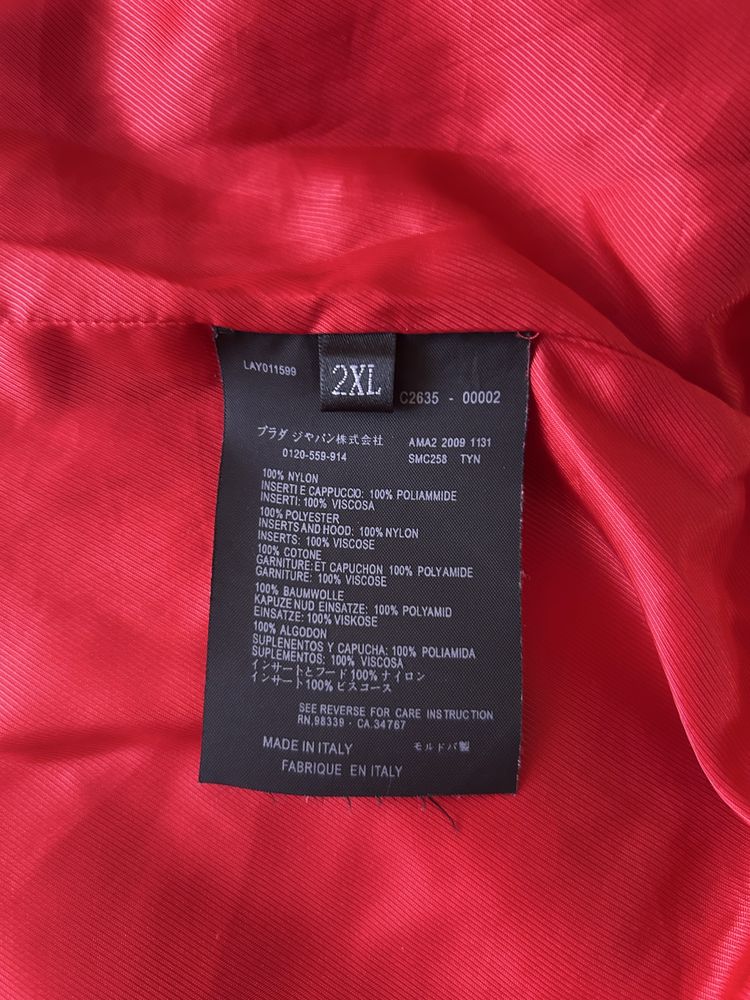 LAY011599
2XL
C2635 - 00002
プラダ ジャパン株式会社
0120-559-914
AMA2 2009 1131
SMC258 TYN
100% NYLON
INSERTI E CAPPUCCIO: 100% POLIAMMIDE
INSERTI: 100% VISCOSA
100% POLYESTER
INSERTS AND HOOD: 100% NYLON
INSERTS: 100% VISCOSE
100% COTONE
GARNITURE: ET CAPUCHON 100% POLYAMIDE
GARNITURE: 100% VISCOSE
100% BAUMWOLLE
KAPUZE NUD EINSATZE: 100% POLYAMID
EINSATZE: 100% VISKOSE
100% ALGODON
SUPLENENTOS Y CAPUCHA: 100% POLIAMIDA
SUPLEMENTOS: 100% VISCOSA
インサートとフード100%ナイロン
インサート100%ビスコース
SEE REVERSE FOR CARE INSTRUCTION
RN.98339 - CA.34767
MADE IN ITALY
モルドバ製
FABRIQUE EN ITALY